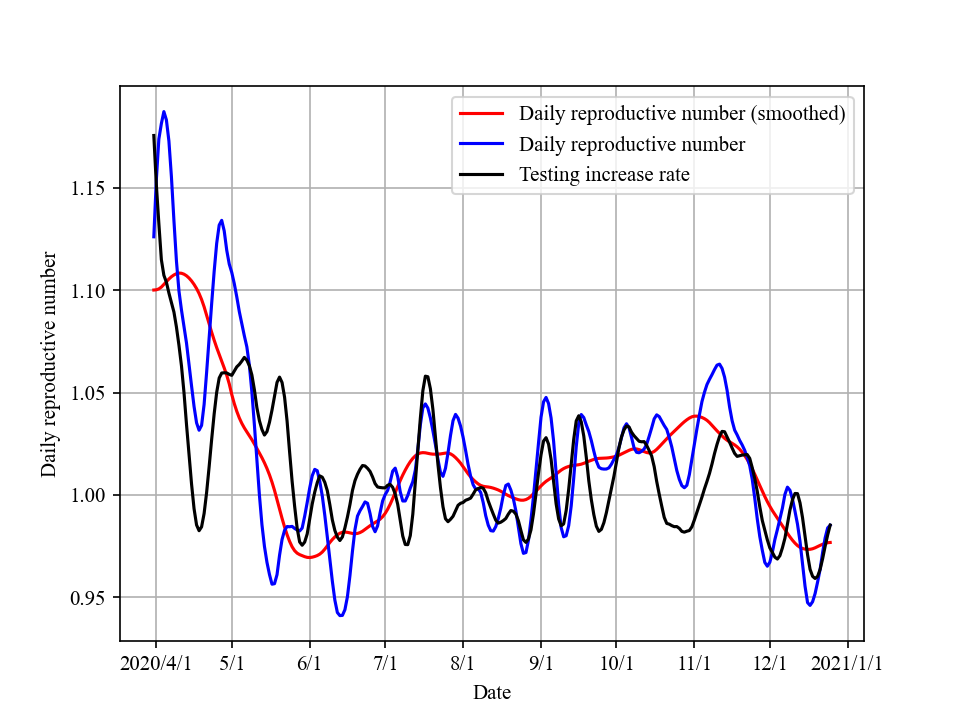 Daily reproductive number (smoothed)
Daily reproductive number
Testing increase rate
Daily reproductive number
1.15
1.10
1.05
1.00
0.95
2020/4/1 5/1 6/1 7/1 8/1 9/1 10/1 11/1 12/1 2021/1/1
Date